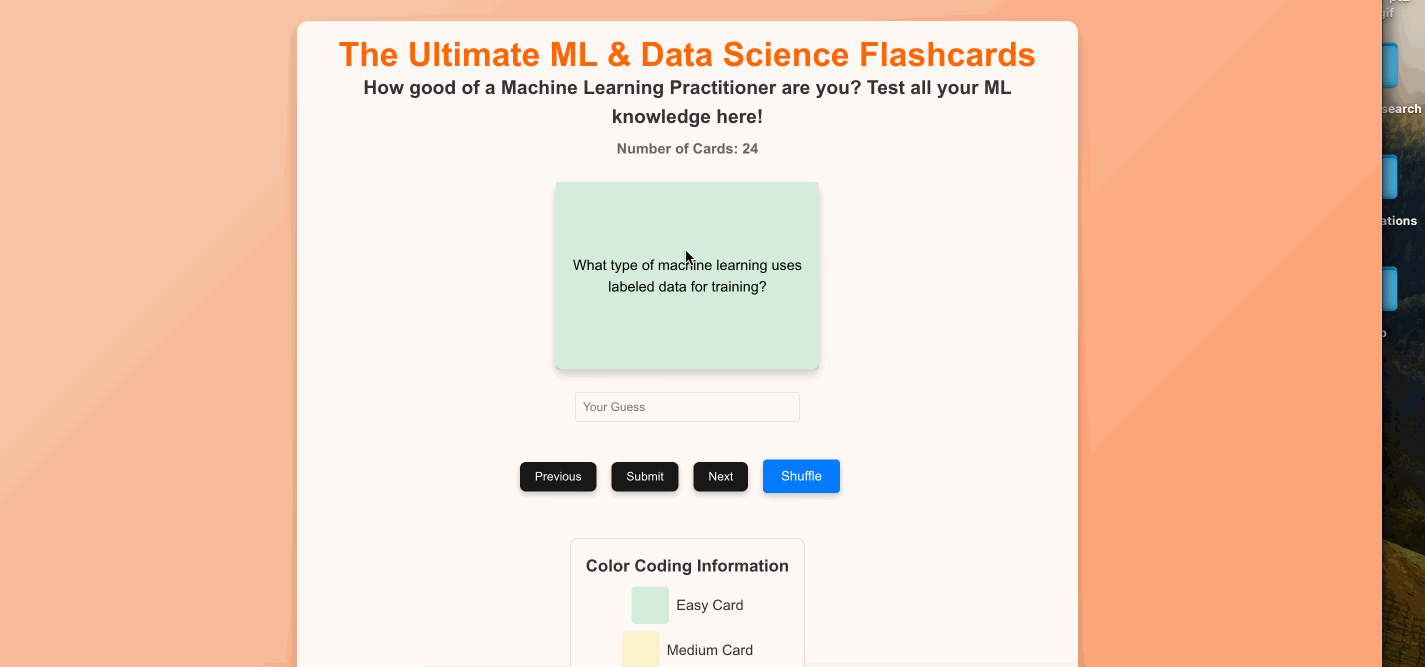 The Ultimate ML & Data Science Flashcards
How good of a Machine Learning Practitioner are you? Test all your ML
knowledge here!
Number of Cards: 24
What type of machine learning uses
labeled data for training?
Your Guess
Previous
Submit
Next
Shuffle
Color Coding Information
Easy Card
Medium Card
gif
search
ations